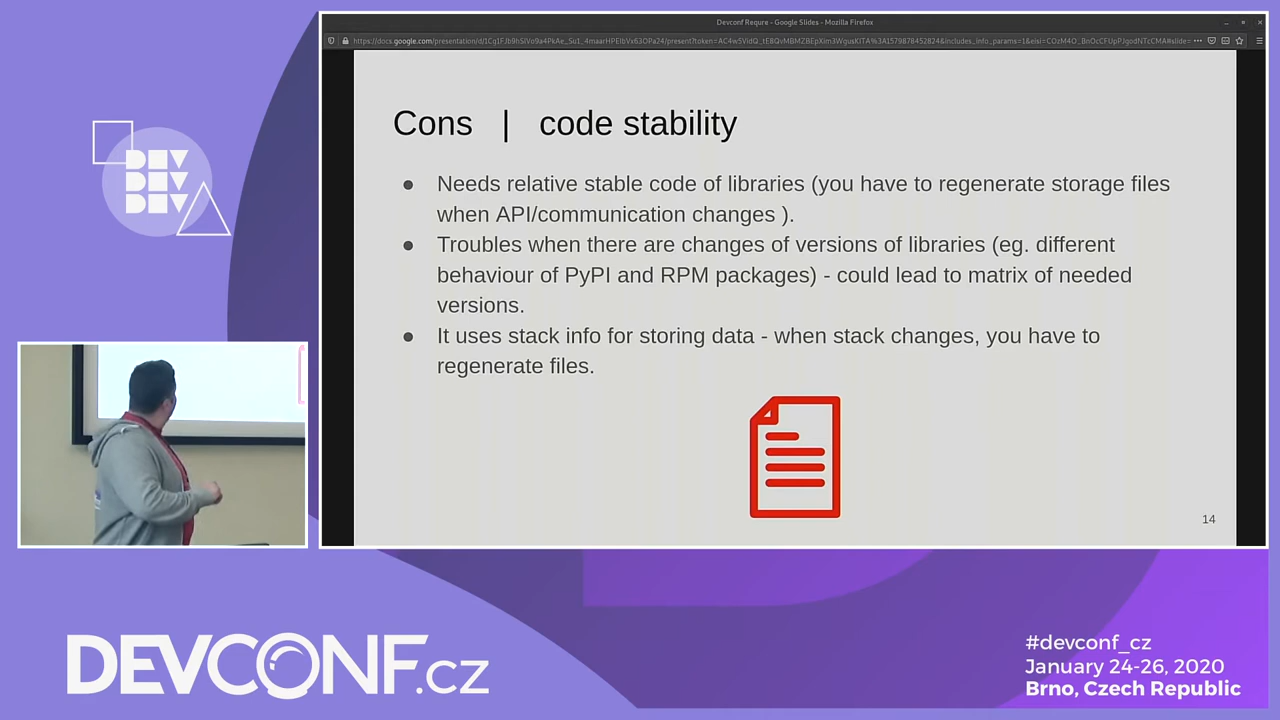 Devconf Requre - Google Slides - Mozilla Firefox
Cons | code stability
● Needs relative stable code of libraries (you have to regenerate storage files
when API/communication changes ).
● Troubles when there are changes of versions of libraries (eg. different
behaviour of PyPI and RPM packages) - could lead to matrix of needed
versions.
● It uses stack info for storing data - when stack changes, you have to
regenerate files.
14
DEV
DEV
DEV
DEVCONF.cz
#devconf_cz
January 24-26, 2020
Brno, Czech Republic